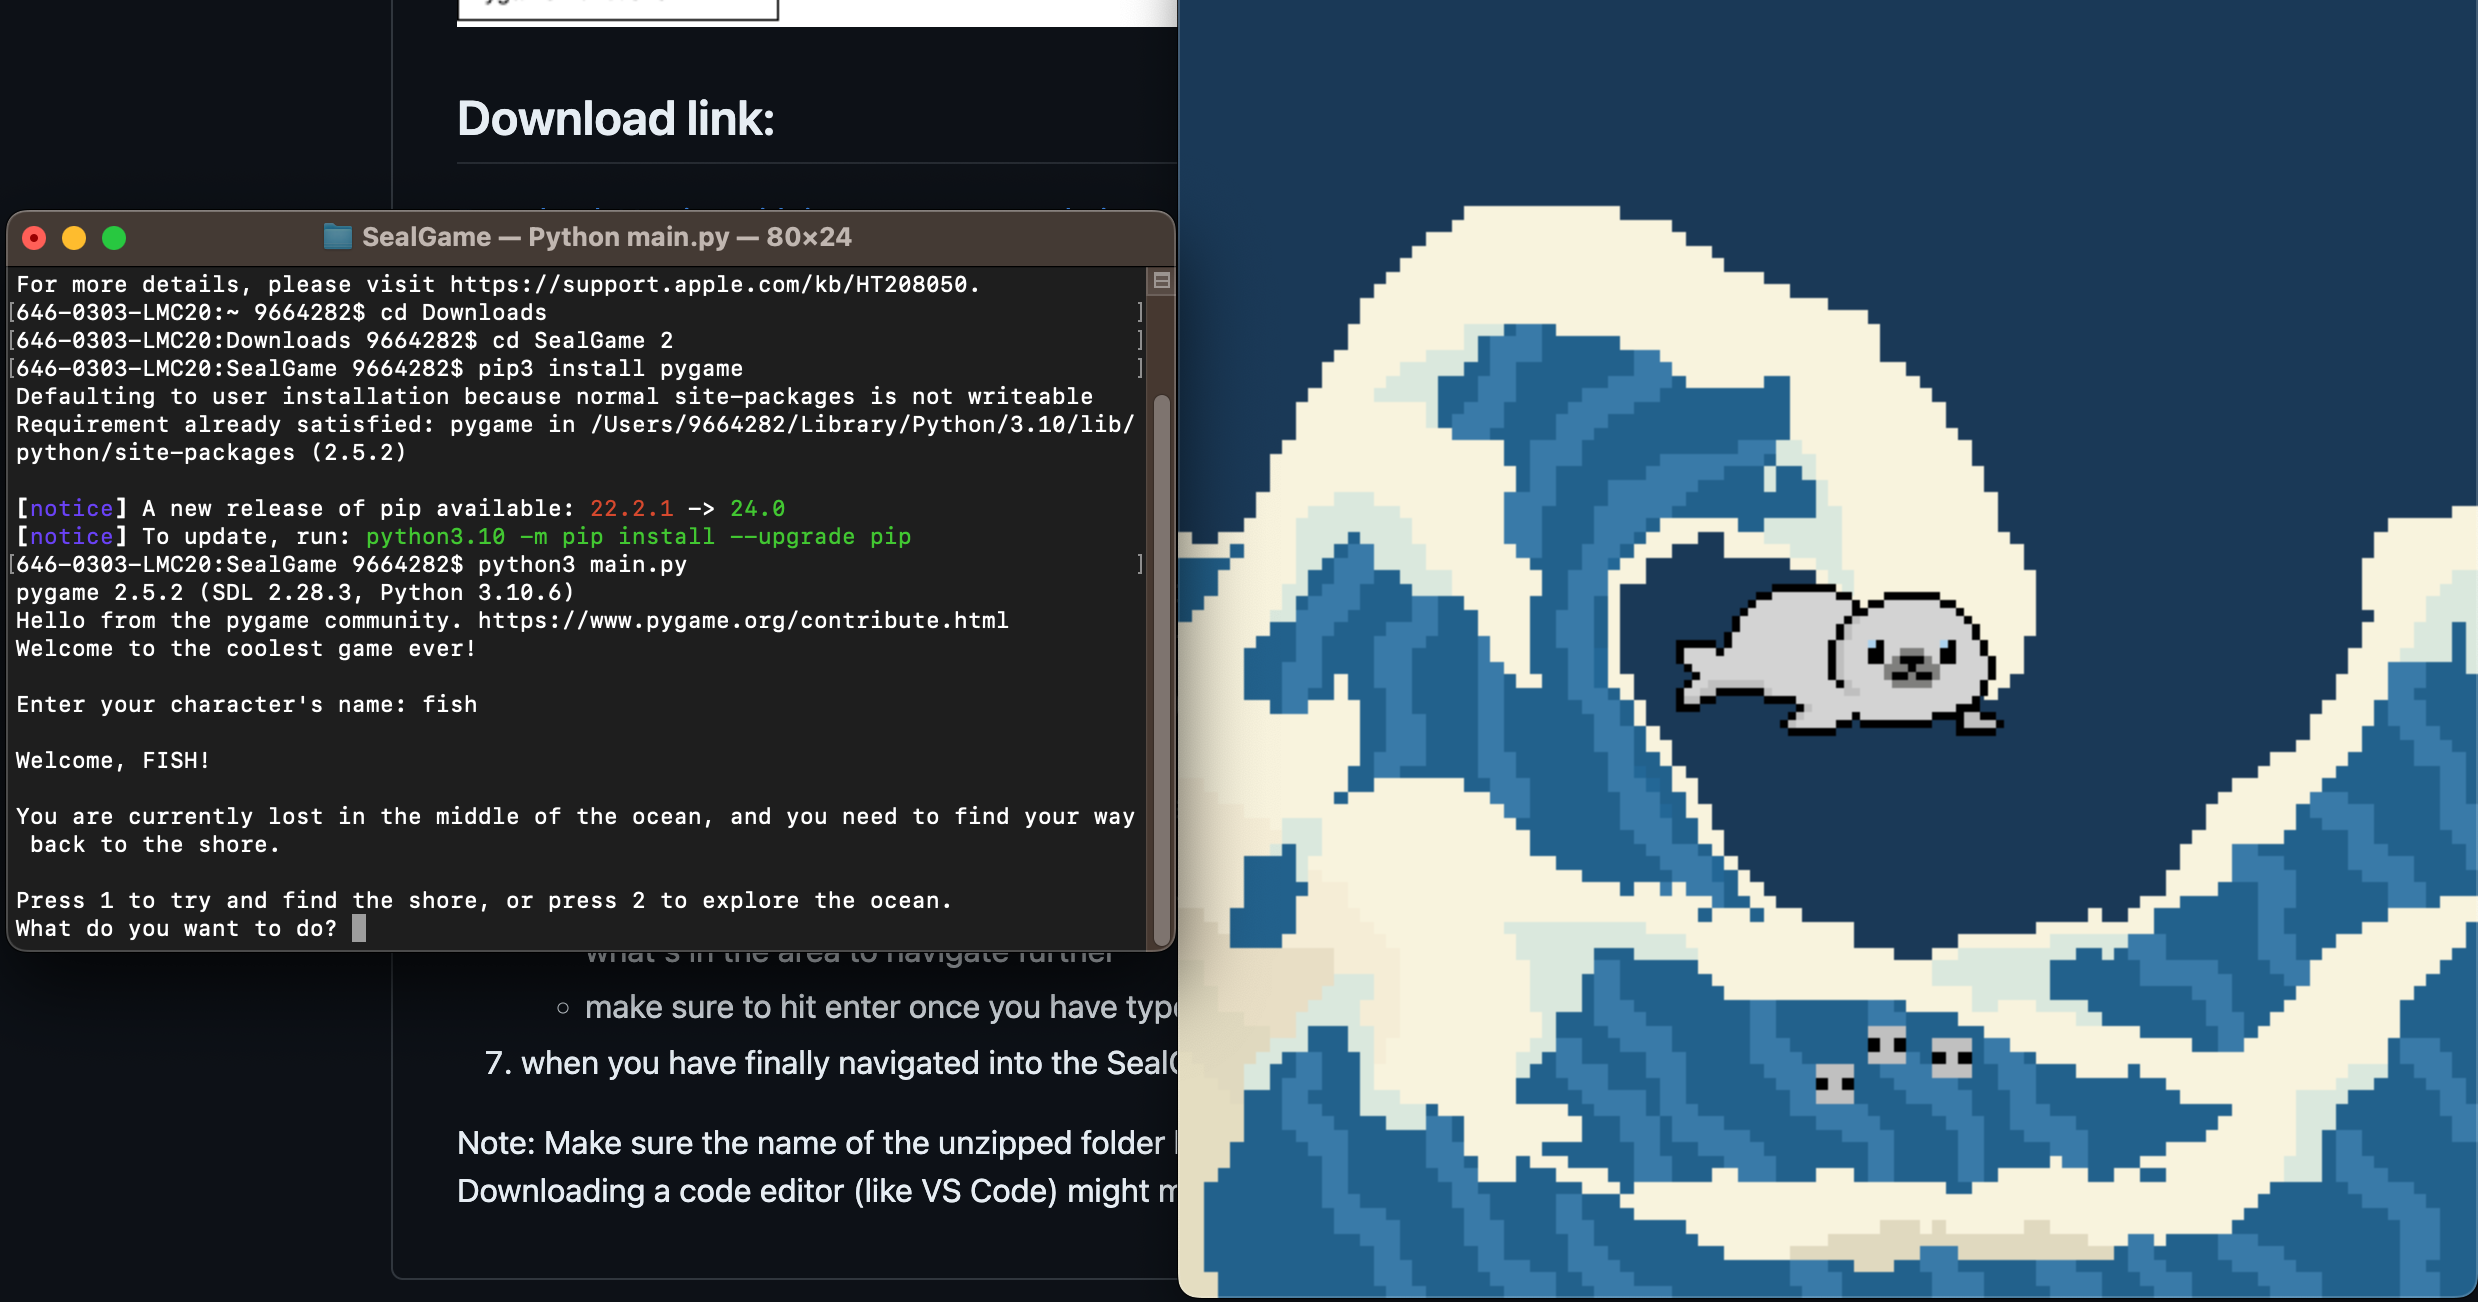 Download link:
SealGame — Python main.py — 80×24
For more details, please visit https://support.apple.com/kb/HT208050.
[646-0303-LMC20:~ 9664282$ cd Downloads ]
[646-0303-LMC20:Downloads 9664282$ cd SealGame 2 ]
[646-0303-LMC20:SealGame 9664282$ pip3 install pygame ]
Defaulting to user installation because normal site-packages is not writeable
Requirement already satisfied: pygame in /Users/9664282/Library/Python/3.10/lib/
python/site-packages (2.5.2)
[notice] A new release of pip available: 22.2.1 -> 24.0
[notice] To update, run: python3.10 -m pip install --upgrade pip
[646-0303-LMC20:SealGame 9664282$ python3 main.py ]
pygame 2.5.2 (SDL 2.28.3, Python 3.10.6)
Hello from the pygame community. https://www.pygame.org/contribute.html
Welcome to the coolest game ever!
Enter your character's name: fish
Welcome, FISH!
You are currently lost in the middle of the ocean, and you need to find your way
back to the shore.
Press 1 to try and find the shore, or press 2 to explore the ocean.
What do you want to do?
what's in the area to navigate further
make sure to hit enter once you have typ
7. when you have finally navigated into the Seal
Note: Make sure the name of the unzipped folder
Downloading a code editor (like VS Code) might